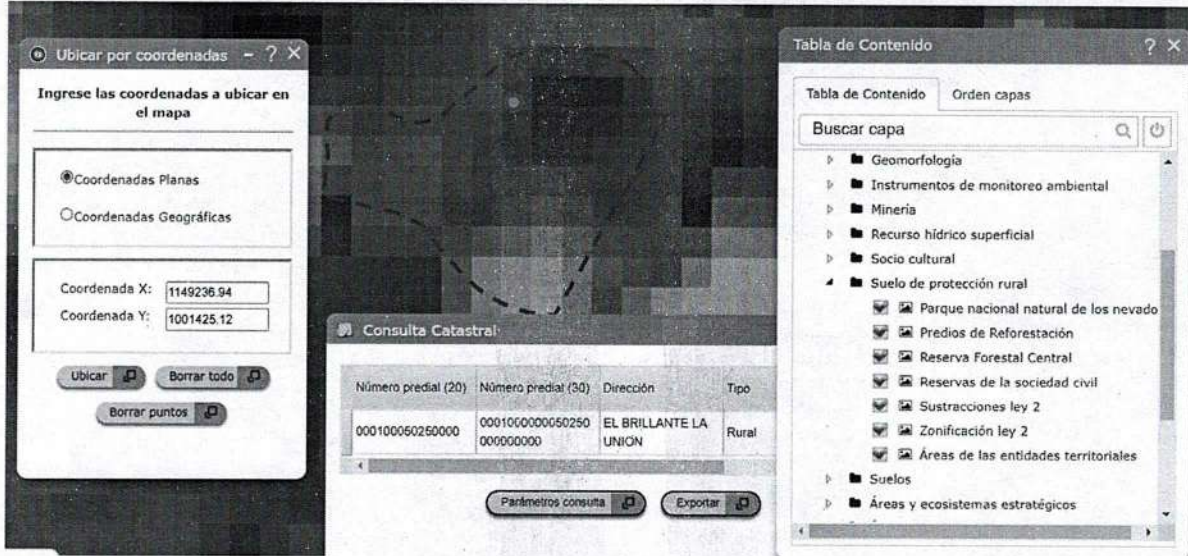 Ubicar por coordenadas - ? X
Ingrese las coordenadas a ubicar en
el mapa
Coordenadas Planas
Coordenadas Geográficas
Coordenada X: 1149236.94
Coordenada Y: 1001425.12
Ubicar
Borrar todo
Borrar puntos
Consulta Catastral
Número predial (20) Número predial (30) Dirección Tipo
000100050250000
0001000000050250
000000000
EL BRILLANTE LA
UNION
Rural
Parámetros consulta
Exportar
Tabla de Contenido ? X
Tabla de Contenido
Orden capas
Buscar capa
Geomorfología
Instrumentos de monitoreo ambiental
Minería
Recurso hídrico superficial
Socio cultural
Suelo de protección rural
Parque nacional natural de los nevado
Predios de Reforestación
Reserva Forestal Central
Reservas de la sociedad civil
Sustracciones ley 2
Zonificación ley 2
Áreas de las entidades territoriales
Suelos
Áreas y ecosistemas estratégicos